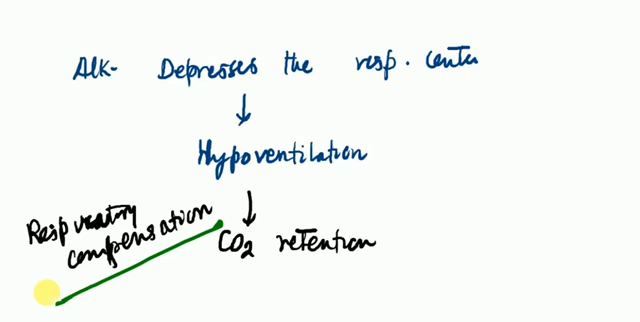 Alk- Depresses the resp. center
Hypoventilation
Respiratory
compensation
CO2 retention